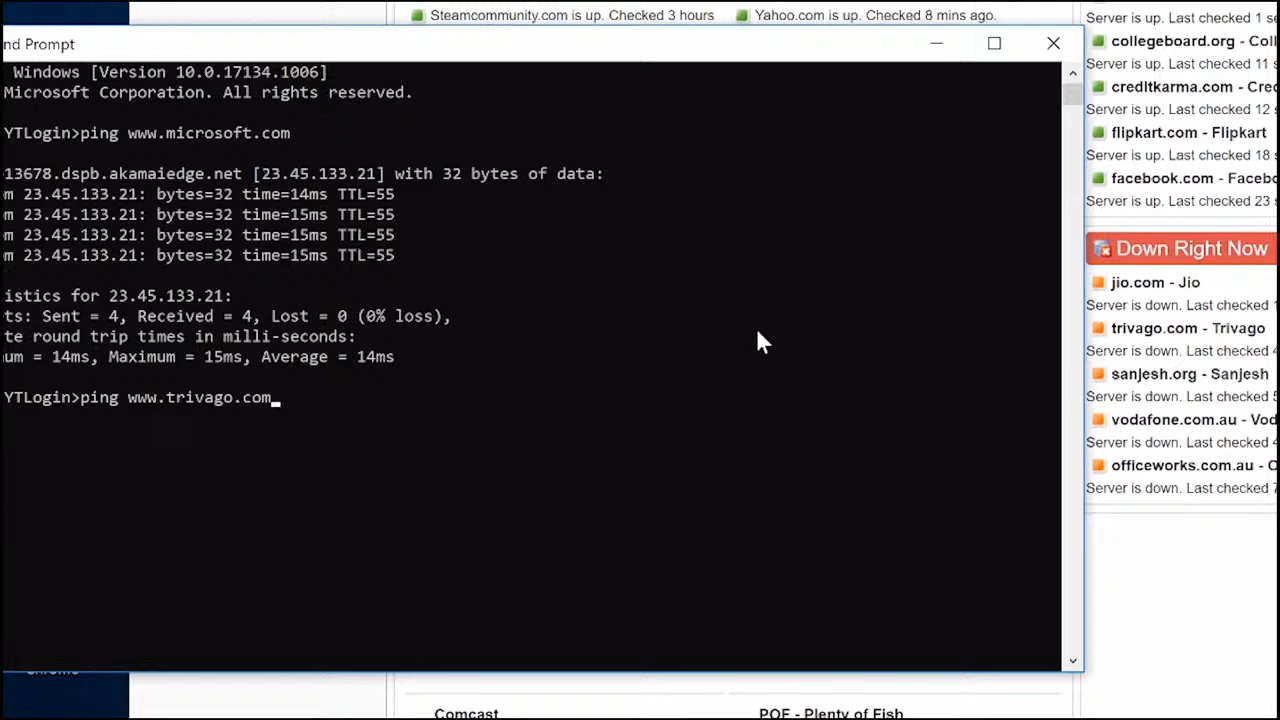 Steamcommunity.com is up. Checked 3 hours
Yahoo.com is up. Checked 8 mins ago.
nd Prompt
Windows [Version 10.0.17134.1006]
Microsoft Corporation. All rights reserved.
YTLogin>ping www.microsoft.com
13678.dspb.akamaiedge.net [23.45.133.21] with 32 bytes of data:
m 23.45.133.21: bytes=32 time=14ms TTL=55
m 23.45.133.21: bytes=32 time=15ms TTL=55
m 23.45.133.21: bytes=32 time=15ms TTL=55
m 23.45.133.21: bytes=32 time=15ms TTL=55
istics for 23.45.133.21:
ts: Sent = 4, Received = 4, Lost = 0 (0% loss),
te round trip times in milli-seconds:
um = 14ms, Maximum = 15ms, Average = 14ms
YTLogin>ping www.trivago.com_
Server is up. Last checked 1 s
collegeboard.org - Coll
Server is up. Last checked 11 s
creditkarma.com - Cre
Server is up. Last checked 12 s
flipkart.com - Flipkart
Server is up. Last checked 18 s
facebook.com - Facebo
Server is up. Last checked 23 s
Down Right Now
jio.com - Jio
Server is down. Last checked 1
trivago.com - Trivago
Server is down. Last checked 4
sanjesh.org - Sanjesh
Server is down. Last checked 5
vodafone.com.au - Vod
Server is down. Last checked 4
officeworks.com.au - O
Server is down. Last checked 7
Comcast
POF - Plenty of Fish